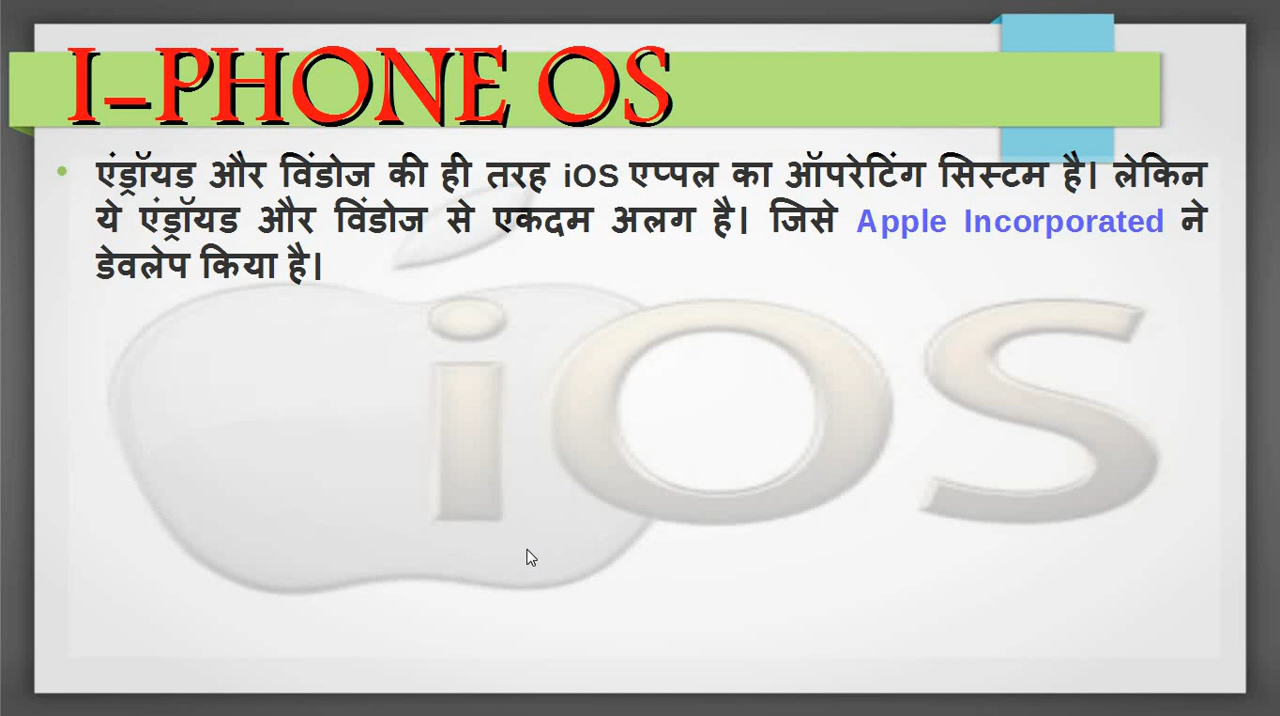 I-PHONE OS
• एंड्रॉयड और विंडोज की ही तरह iOS एप्पल का ऑपरेटिंग सिस्टम है। लेकिन
ये एंड्रॉयड और विंडोज से एकदम अलग है। जिसे Apple Incorporated ने
डेवलेप किया है।
iOS